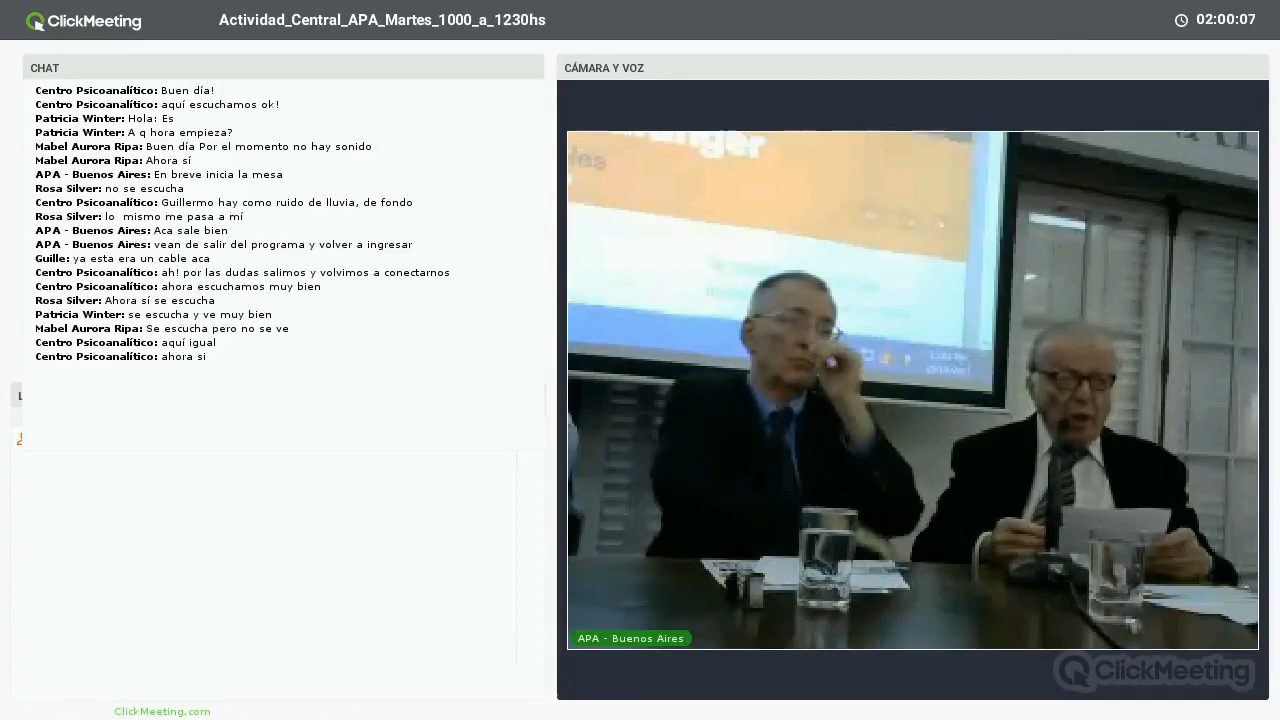 ClickMeeting
Actividad_Central_APA_Martes_1000_a_1230hs
02:00:07
CHAT
Centro Psicoanalítico: Buen día!
Centro Psicoanalítico: aquí escuchamos ok!
Patricia Winter: Hola: Es
Patricia Winter: A q hora empieza?
Mabel Aurora Ripa: Buen día Por el momento no hay sonido
Mabel Aurora Ripa: Ahora sí
APA - Buenos Aires: En breve inicia la mesa
Rosa Silver: no se escucha
Centro Psicoanalítico: Guillermo hay como ruido de lluvia, de fondo
Rosa Silver: lo  mismo me pasa a mí
APA - Buenos Aires: Aca sale bien
APA - Buenos Aires: vean de salir del programa y volver a ingresar
Guille: ya esta era un cable aca
Centro Psicoanalítico: ah! por las dudas salimos y volvimos a conectarnos
Centro Psicoanalítico: ahora escuchamos muy bien
Rosa Silver: Ahora sí se escucha
Patricia Winter: se escucha y ve muy bien
Mabel Aurora Ripa: Se escucha pero no se ve
Centro Psicoanalítico: aquí igual
Centro Psicoanalítico: ahora si
CÁMARA Y VOZ
APA - Buenos Aires
ClickMeeting
ClickMeeting.com